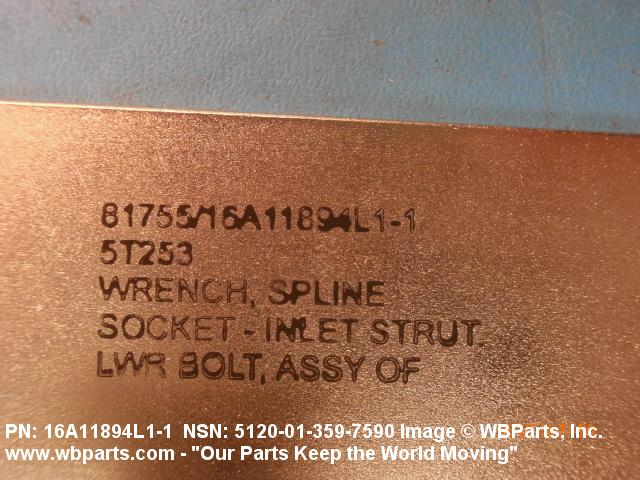 81755/16A11894L1-1
5T253
WRENCH, SPLINE
SOCKET - INLET STRUT.
LWR BOLT, ASSY OF
PN: 16A11894L1-1 NSN: 5120-01-359-7590 Image © WBParts, Inc.
www.wbparts.com - "Our Parts Keep the World Moving"